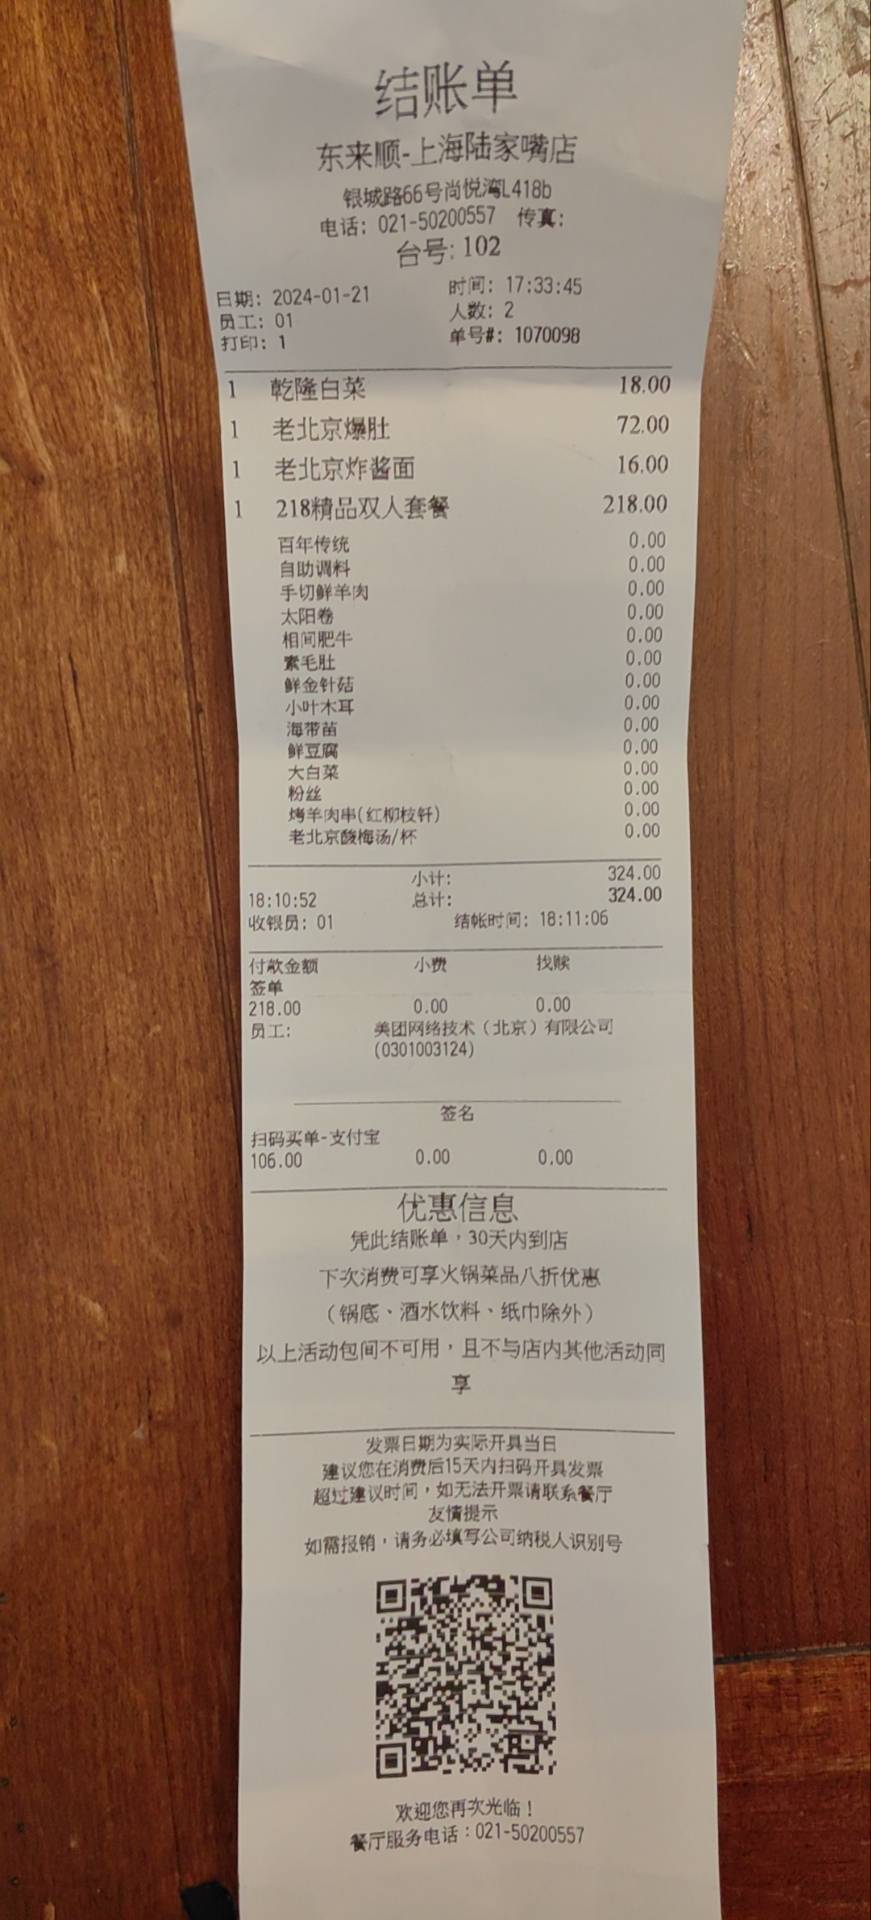 结账单
东来顺-上海陆家嘴店
银城路66号尚悦湾L418b
电话: 021-50200557 传真:
台号: 102
日期: 2024-01-21 时间: 17:33:45
员工: 01 人数: 2
打印: 1 单号#: 1070098
1 乾隆白菜 18.00
1 老北京爆肚 72.00
1 老北京炸酱面 16.00
1 218精品双人套餐 218.00
百年传统 0.00
自助调料 0.00
手切鲜羊肉 0.00
太阳卷 0.00
相间肥牛 0.00
素毛肚 0.00
鲜金针菇 0.00
小叶木耳 0.00
海带苗 0.00
鲜豆腐 0.00
大白菜 0.00
粉丝 0.00
烤羊肉串(红柳枝钎) 0.00
老北京酸梅汤/杯 0.00
小计: 324.00
18:10:52 总计: 324.00
收银员: 01 结帐时间: 18:11:06
付款金额 小费 找赎
签单
218.00 0.00 0.00
员工: 美团网络技术（北京）有限公司
(0301003124)
签名
扫码买单-支付宝
106.00 0.00 0.00
优惠信息
凭此结账单，30天内到店
下次消费可享火锅菜品八折优惠
（锅底、酒水饮料、纸巾除外）
以上活动包间不可用，且不与店内其他活动同
享
发票日期为实际开具当日
建议您在消费后15天内扫码开具发票
超过建议时间，如无法开票请联系餐厅
友情提示
如需报销，请务必填写公司纳税人识别号
欢迎您再次光临！
餐厅服务电话：021-50200557